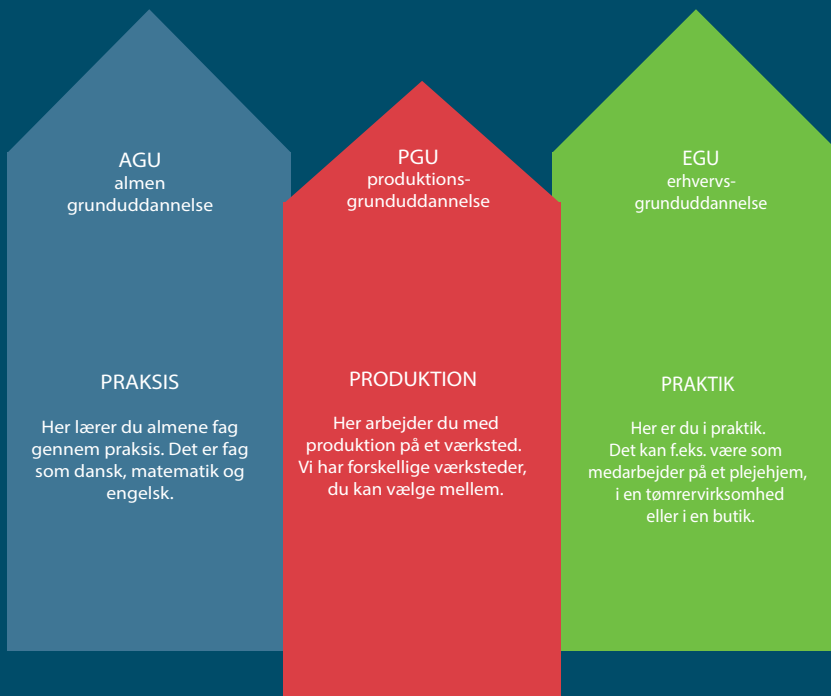 AGU
almen
grunduddannelse
PRAKSIS
Her lærer du almene fag
gennem praksis. Det er fag
som dansk, matematik og
engelsk.
PGU
produktions-
grunduddannelse
PRODUKTION
Her arbejder du med
produktion på et værksted.
Vi har forskellige værksteder,
du kan vælge mellem.
EGU
erhvervs-
grunduddannelse
PRAKTIK
Her er du i praktik.
Det kan f.eks. være som
medarbejder på et plejehjem,
i en tømrervirksomhed
eller i en butik.